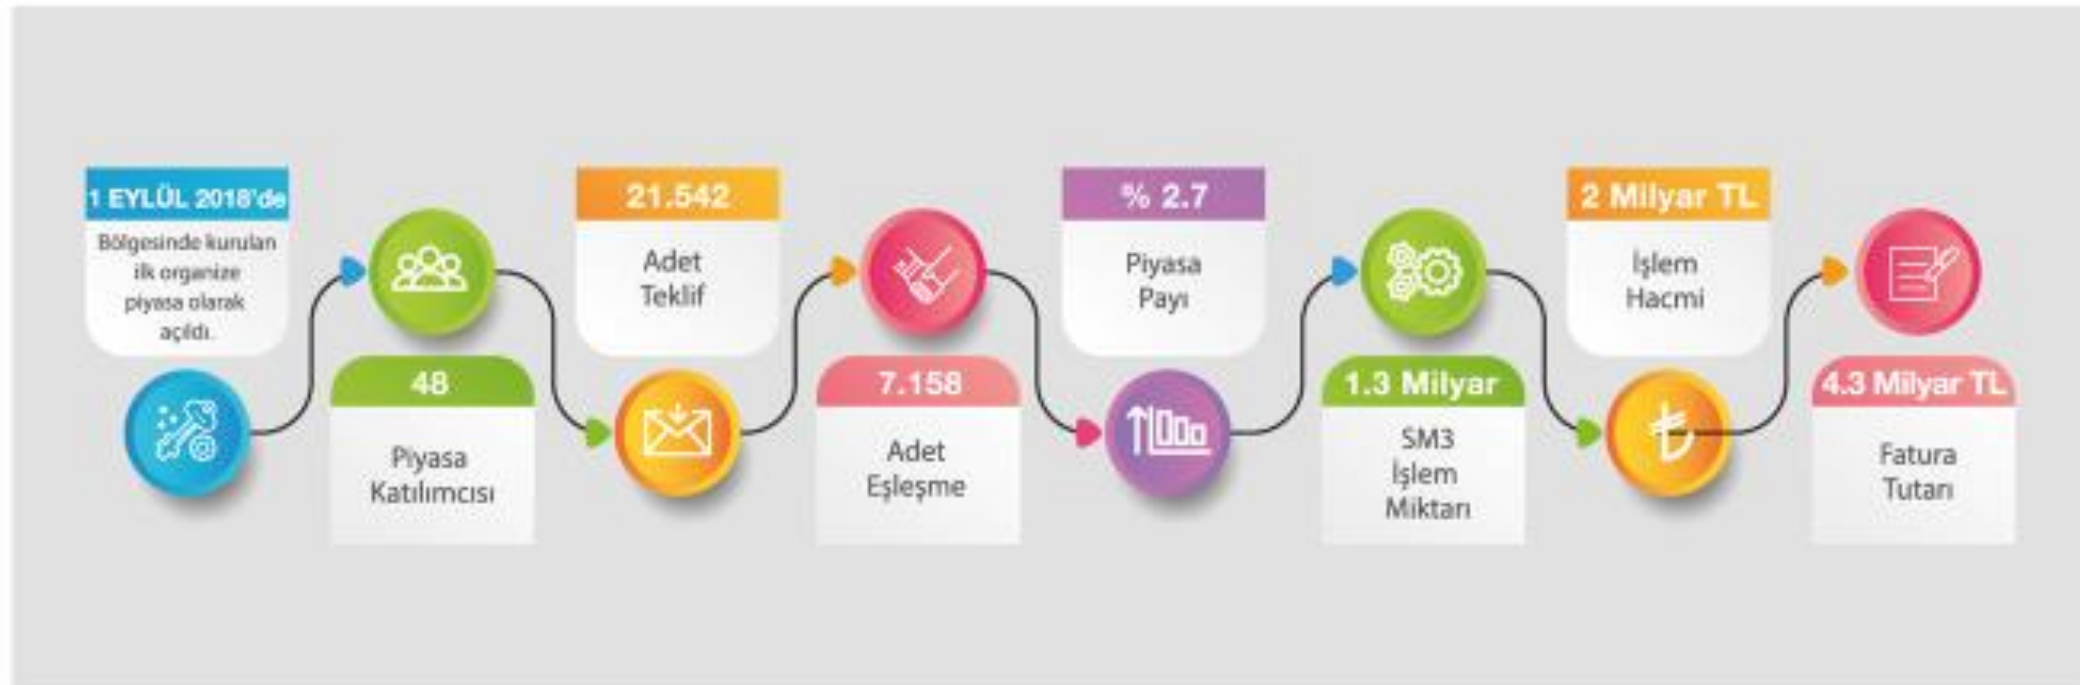 1 EYLÜL 2018'de
Bölgesinde kurulan
ilk organize
piyasa olarak
açıldı.
48
Piyasa
Katılımcısı
21.542
Adet
Teklif
7.158
Adet
Eşleşme
% 2.7
Piyasa
Payı
1.3 Milyar
SM3
İşlem
Miktarı
2 Milyar TL
İşlem
Hacmi
4.3 Milyar TL
Fatura
Tutarı